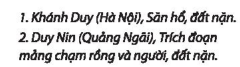 1. Khánh Duy (Hà Nội), Săn hổ, đất nặn.
2. Duy Nin (Quảng Ngãi), Trích đoạn
mảng chạm rồng và người, đất nặn.